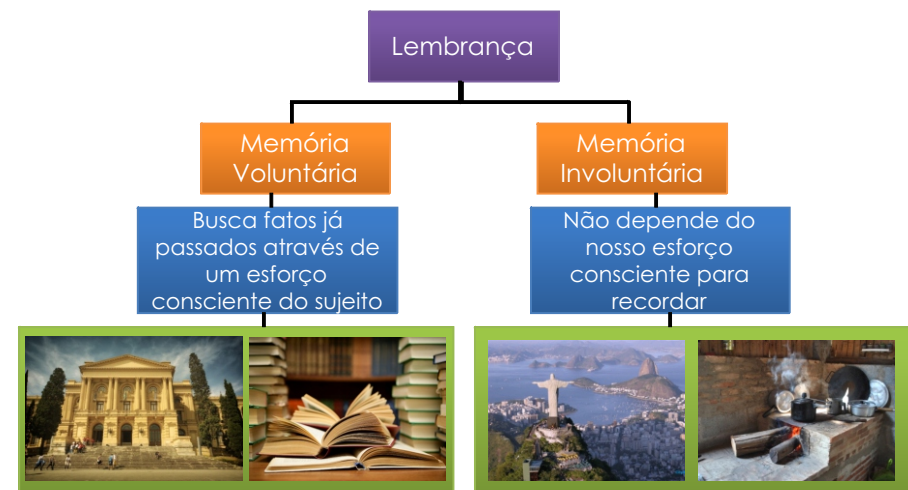 Lembrança
Memória
Voluntária
Memória
Involuntária
Busca fatos já
passados através de
um esforço
consciente do sujeito
Não depende do
nosso esforço
consciente para
recordar